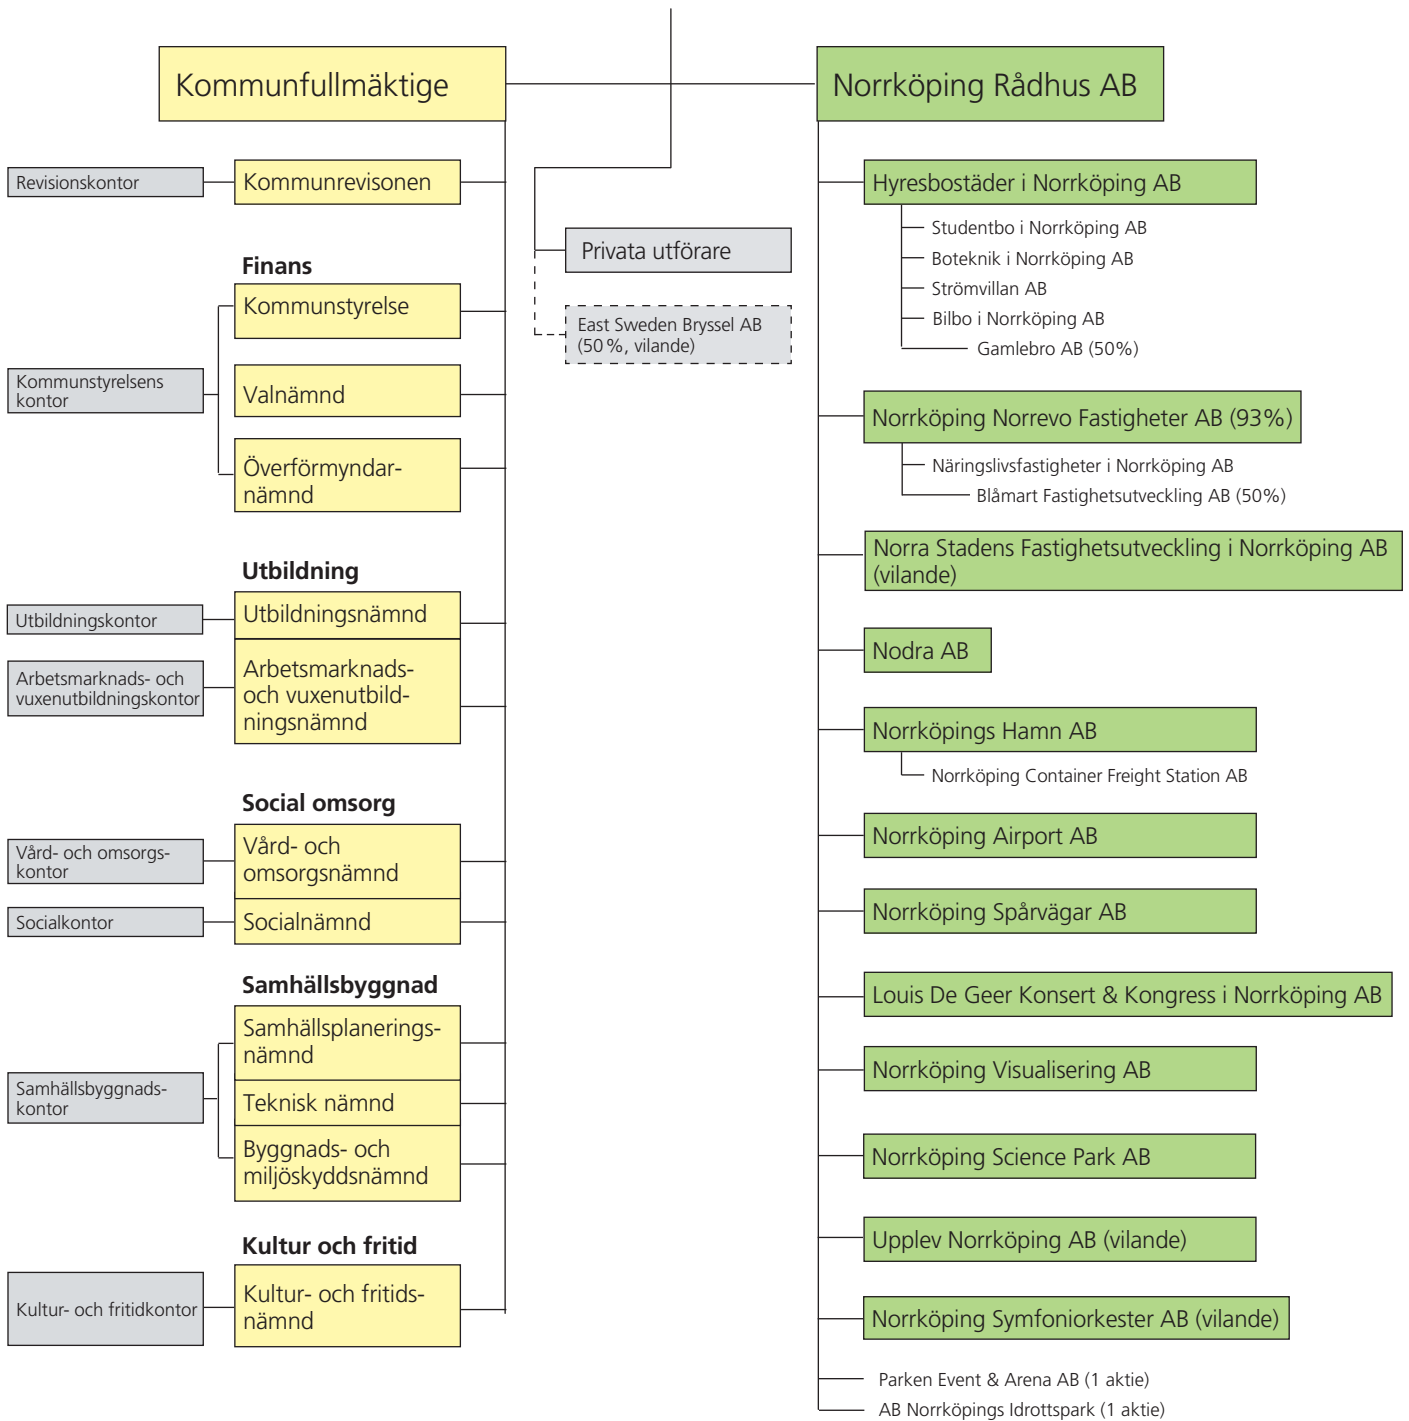 Kommunfullmäktige
Revisionskontor
Kommunrevisonen
Finans
Kommunstyrelse
Kommunstyrelsens
kontor
Valnämnd
Överförmyndar-
nämnd
Utbildning
Utbildningskontor
Utbildningsnämnd
Arbetsmarknads- och
vuxenutbildningskontor
Arbetsmarknads-
och vuxenutbild-
ningsnämnd
Social omsorg
Vård- och omsorgs-
kontor
Vård- och
omsorgsnämnd
Socialkontor
Socialnämnd
Samhällsbyggnad
Samhällsplanerings-
nämnd
Samhällsbyggnads-
kontor
Teknisk nämnd
Byggnads- och
miljöskyddsnämnd
Kultur och fritid
Kultur- och fritidkontor
Kultur- och fritids-
nämnd
Privata utförare
East Sweden Bryssel AB
(50 %, vilande)
Norrköping Rådhus AB
Hyresbostäder i Norrköping AB
Studentbo i Norrköping AB
Boteknik i Norrköping AB
Strömvillan AB
Bilbo i Norrköping AB
Gamlebro AB (50%)
Norrköping Norrevo Fastigheter AB (93%)
Näringslivsfastigheter i Norrköping AB
Blåmart Fastighetsutveckling AB (50%)
Norra Stadens Fastighetsutveckling i Norrköping AB
(vilande)
Nodra AB
Norrköpings Hamn AB
Norrköping Container Freight Station AB
Norrköping Airport AB
Norrköping Spårvägar AB
Louis De Geer Konsert & Kongress i Norrköping AB
Norrköping Visualisering AB
Norrköping Science Park AB
Upplev Norrköping AB (vilande)
Norrköping Symfoniorkester AB (vilande)
Parken Event & Arena AB (1 aktie)
AB Norrköpings Idrottspark (1 aktie)